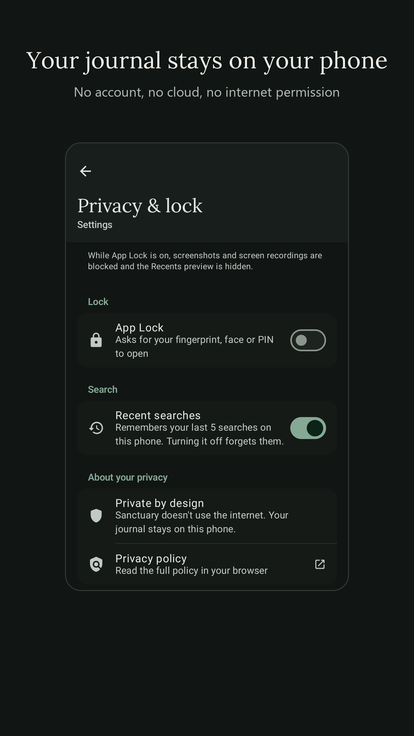 Your journal stays on your phone
No account, no cloud, no internet permission
Privacy & lock
Settings
While App Lock is on, screenshots and screen recordings are
blocked and the Recents preview is hidden.
Lock
App Lock
Asks for your fingerprint, face or PIN
to open
Search
Recent searches
Remembers your last 5 searches on
this phone. Turning it off forgets them.
About your privacy
Private by design
Sanctuary doesn't use the internet. Your
journal stays on this phone.
Privacy policy
Read the full policy in your browser